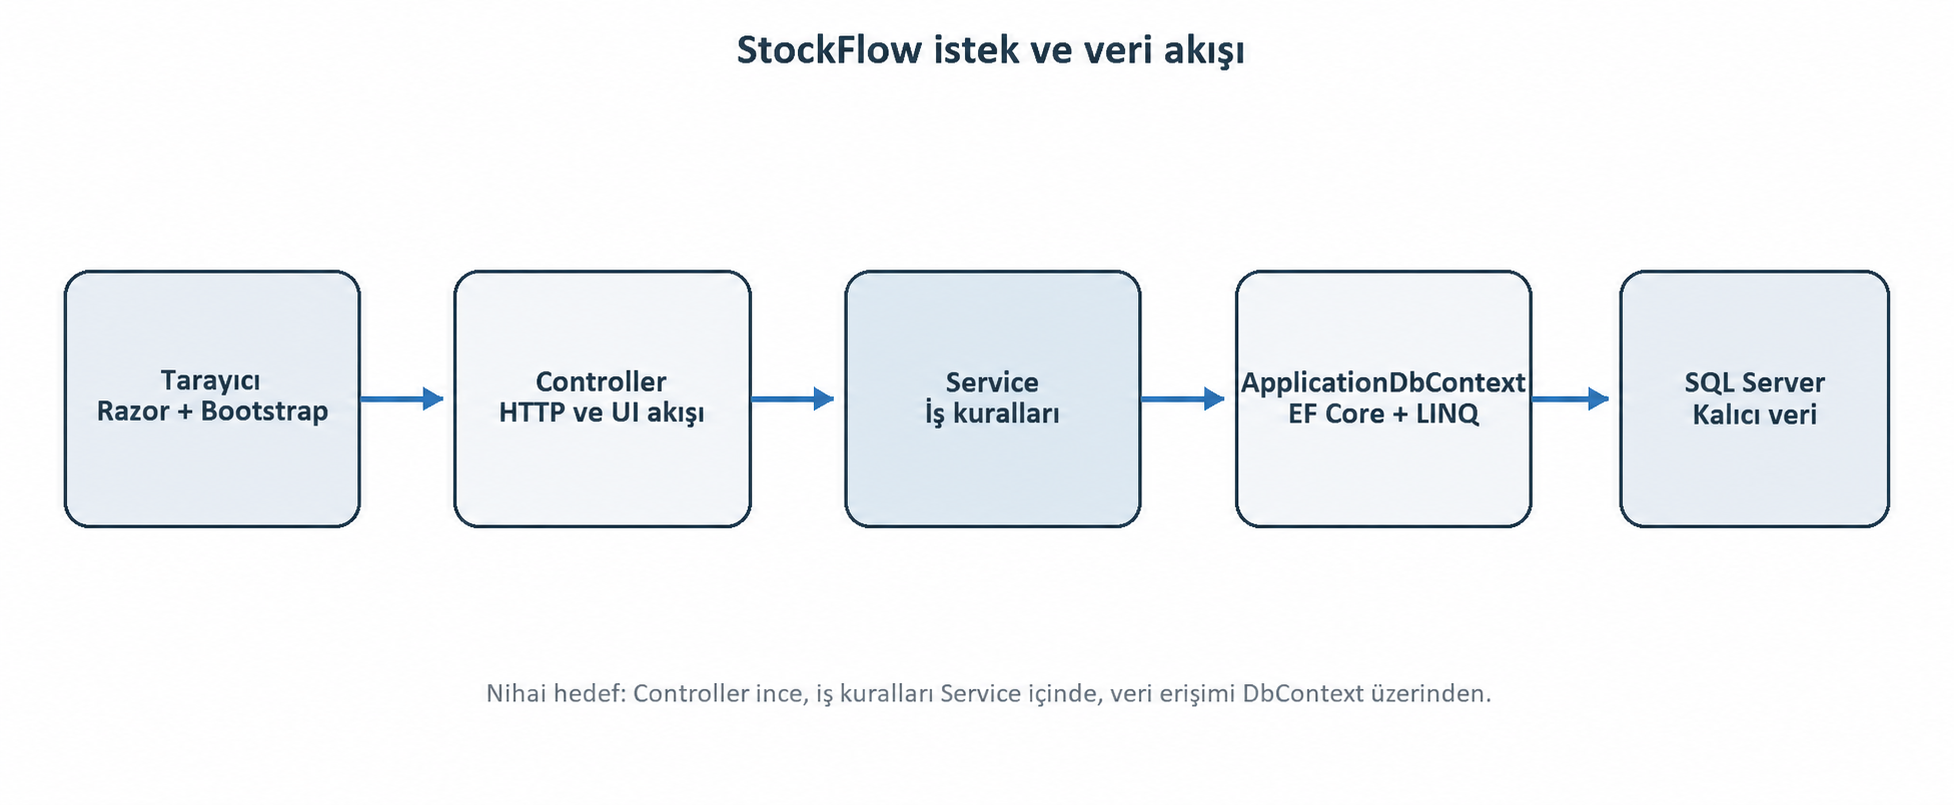 StockFlow istek ve veri akışı
Tarayıcı
Razor + Bootstrap
Controller
HTTP ve UI akışı
Service
İş kuralları
ApplicationDbContext
EF Core + LINQ
SQL Server
Kalıcı veri
Nihai hedef: Controller ince, iş kuralları Service içinde, veri erişimi DbContext üzerinden.